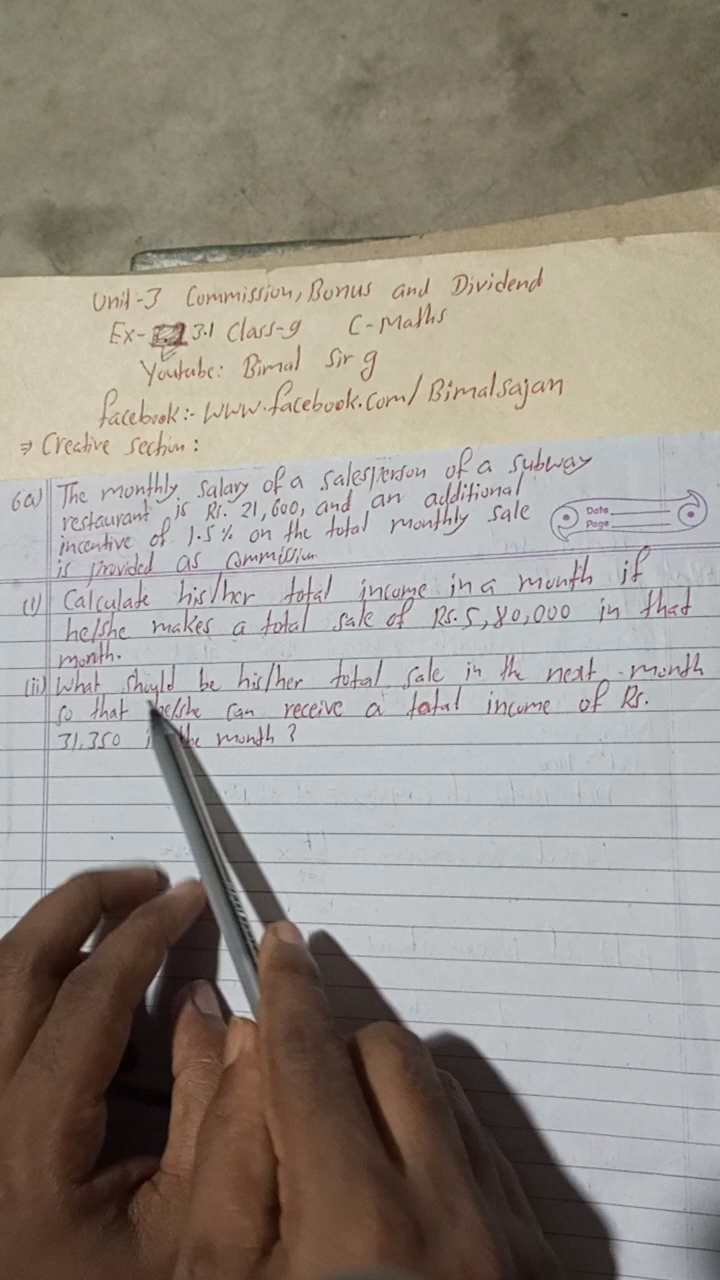 Unit-3 Commission, Bonus and Dividend
Ex- 3.1 Class-9 C-Maths
Youtube: Bimal Sir g
facebook:- www.facebook.com/Bimalsajan
⇒ Creative section:
6a) The monthly salary of a salesperson of a subway
restaurant is Rs. 21,600, and an additional
incentive of 1.5% on the total monthly sale
is provided as commission
Date
Page
(i) Calculate his/her total income in a month if
he/she makes a total sale of Rs. 5,80,000 in that
month.
(ii) What should be his/her total sale in the next month
so that he/she can receive a total income of Rs.
31,350 the month?